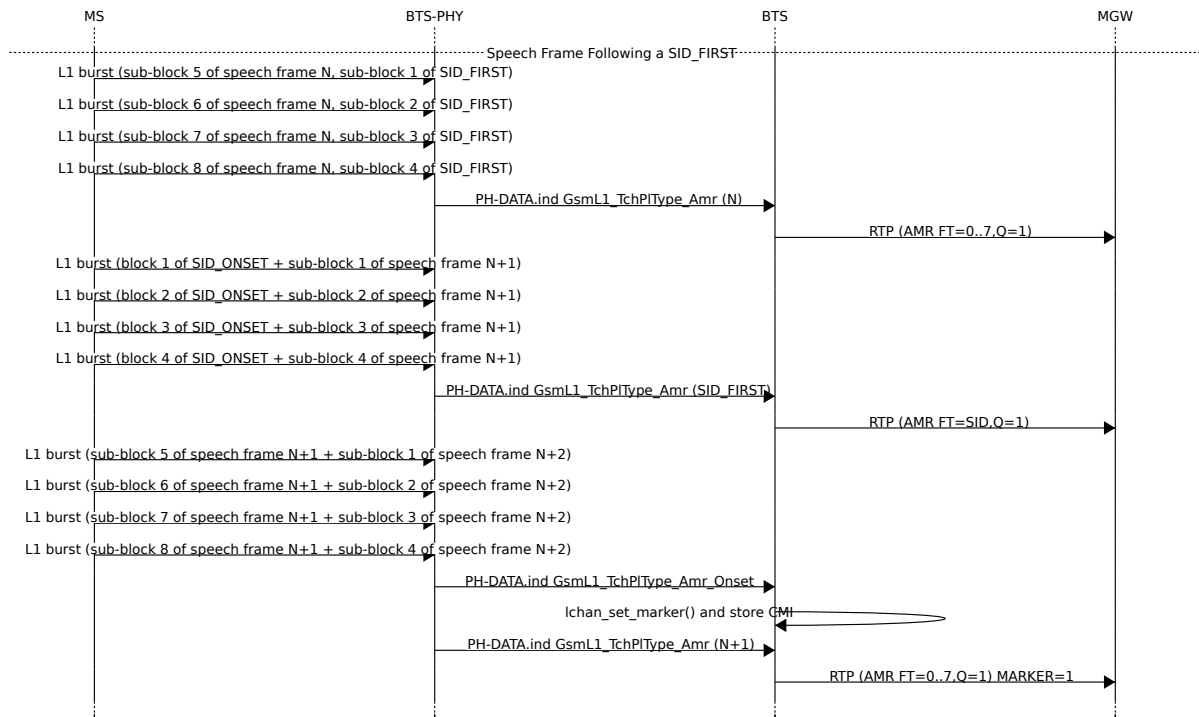 MS BTS-PHY BTS MGW
Speech Frame Following a SID_FIRST
L1 burst (sub-block 5 of speech frame N, sub-block 1 of SID_FIRST)
L1 burst (sub-block 6 of speech frame N, sub-block 2 of SID_FIRST)
L1 burst (sub-block 7 of speech frame N, sub-block 3 of SID_FIRST)
L1 burst (sub-block 8 of speech frame N, sub-block 4 of SID_FIRST)
PH-DATA.ind GsmL1_TchPlType_Amr (N)
RTP (AMR FT=0..7,Q=1)
L1 burst (block 1 of SID_ONSET + sub-block 1 of speech frame N+1)
L1 burst (block 2 of SID_ONSET + sub-block 2 of speech frame N+1)
L1 burst (block 3 of SID_ONSET + sub-block 3 of speech frame N+1)
L1 burst (block 4 of SID_ONSET + sub-block 4 of speech frame N+1)
PH-DATA.ind GsmL1_TchPlType_Amr (SID_FIRST)
RTP (AMR FT=SID,Q=1)
L1 burst (sub-block 5 of speech frame N+1 + sub-block 1 of speech frame N+2)
L1 burst (sub-block 6 of speech frame N+1 + sub-block 2 of speech frame N+2)
L1 burst (sub-block 7 of speech frame N+1 + sub-block 3 of speech frame N+2)
L1 burst (sub-block 8 of speech frame N+1 + sub-block 4 of speech frame N+2)
PH-DATA.ind GsmL1_TchPlType_Amr_Onset
lchan_set_marker() and store CMI
PH-DATA.ind GsmL1_TchPlType_Amr (N+1)
RTP (AMR FT=0..7,Q=1) MARKER=1